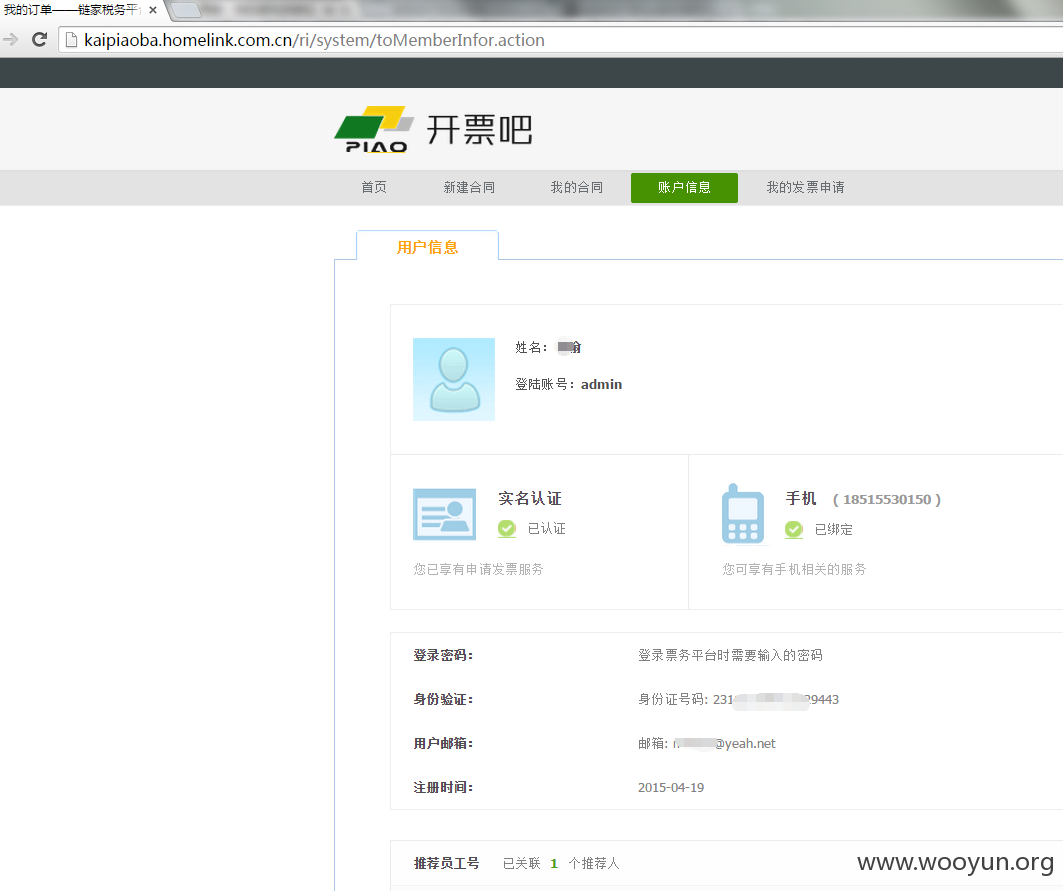 我的订单——链家税务平
kaipiaoba.homelink.com.cn/ri/system/toMemberInfor.action
PIAO 开票吧
首页 新建合同 我的合同 账户信息 我的发票申请
用户信息
姓名:
登陆账号:admin
实名认证 手机 ( 18515530150 )
已认证 已绑定
您已享有申请发票服务 您可享有手机相关的服务
登录密码: 登录票务平台时需要输入的密码
身份验证: 身份证号码: 231 29443
用户邮箱: 邮箱: @yeah.net
注册时间: 2015-04-19
推荐员工号 已关联 1 个推荐人
www.wooyun.org